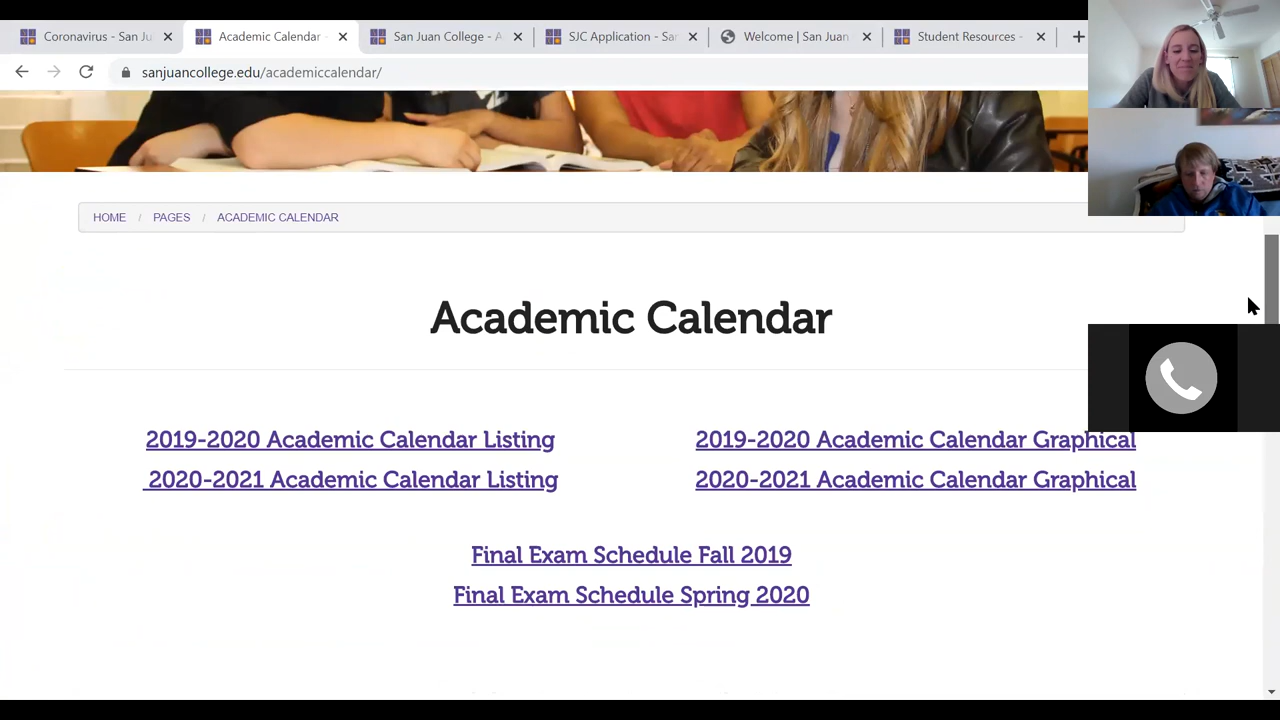 Coronavirus - San Ju
Academic Calendar -
San Juan College - A
SJC Application - San
Welcome | San Juan
Student Resources -
sanjuancollege.edu/academiccalendar/
HOME / PAGES / ACADEMIC CALENDAR
Academic Calendar
2019-2020 Academic Calendar Listing
2019-2020 Academic Calendar Graphical
2020-2021 Academic Calendar Listing
2020-2021 Academic Calendar Graphical
Final Exam Schedule Fall 2019
Final Exam Schedule Spring 2020